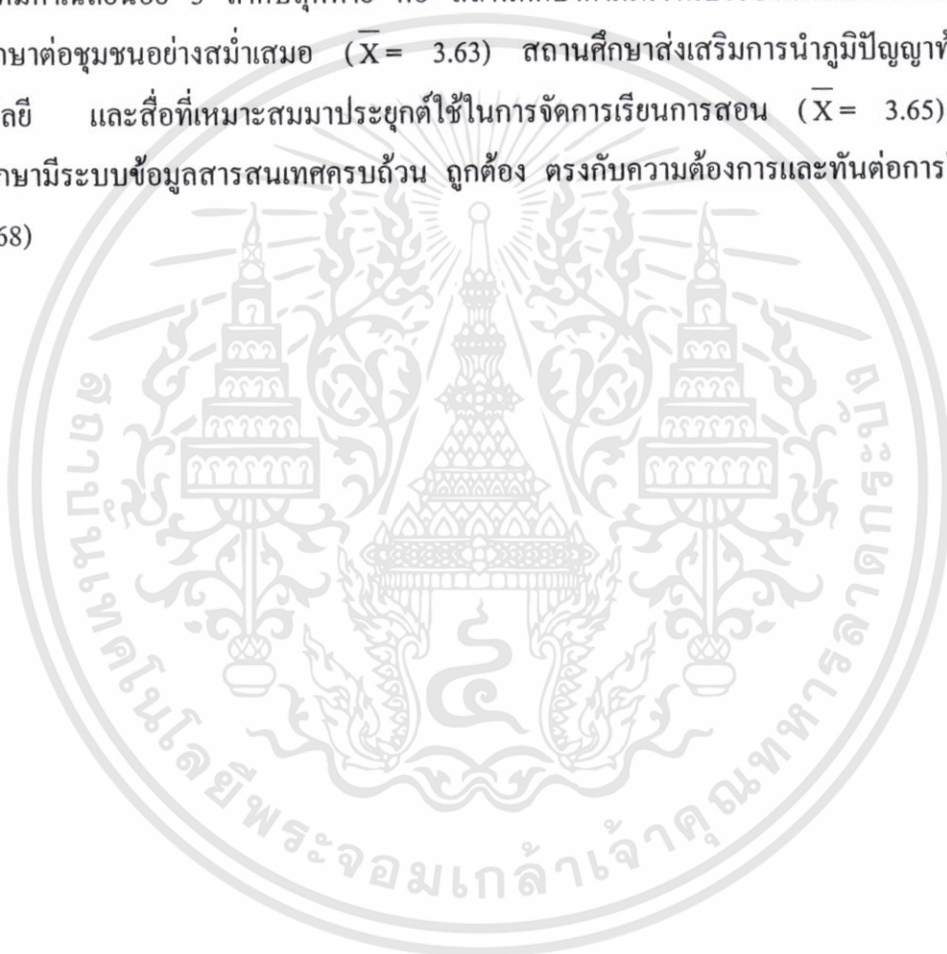 3
กษาต่อชุมชนอย่างสม่ำเสมอ (X̅ = 3.63) สถานศึกษาส่งเสริมการนำภูมิปัญญาท้
ลยี และสื่อที่เหมาะสมมาประยุกต์ใช้ในการจัดการเรียนการสอน (X̅ = 3.65)
กษามีระบบข้อมูลสารสนเทศครบถ้วน ถูกต้อง ตรงกับความต้องการและทันต่อการ
68)
สถาบันเทคโนโลยีพระจอมเกล้าเจ้าคุณทหารลาดกระบัง
๔